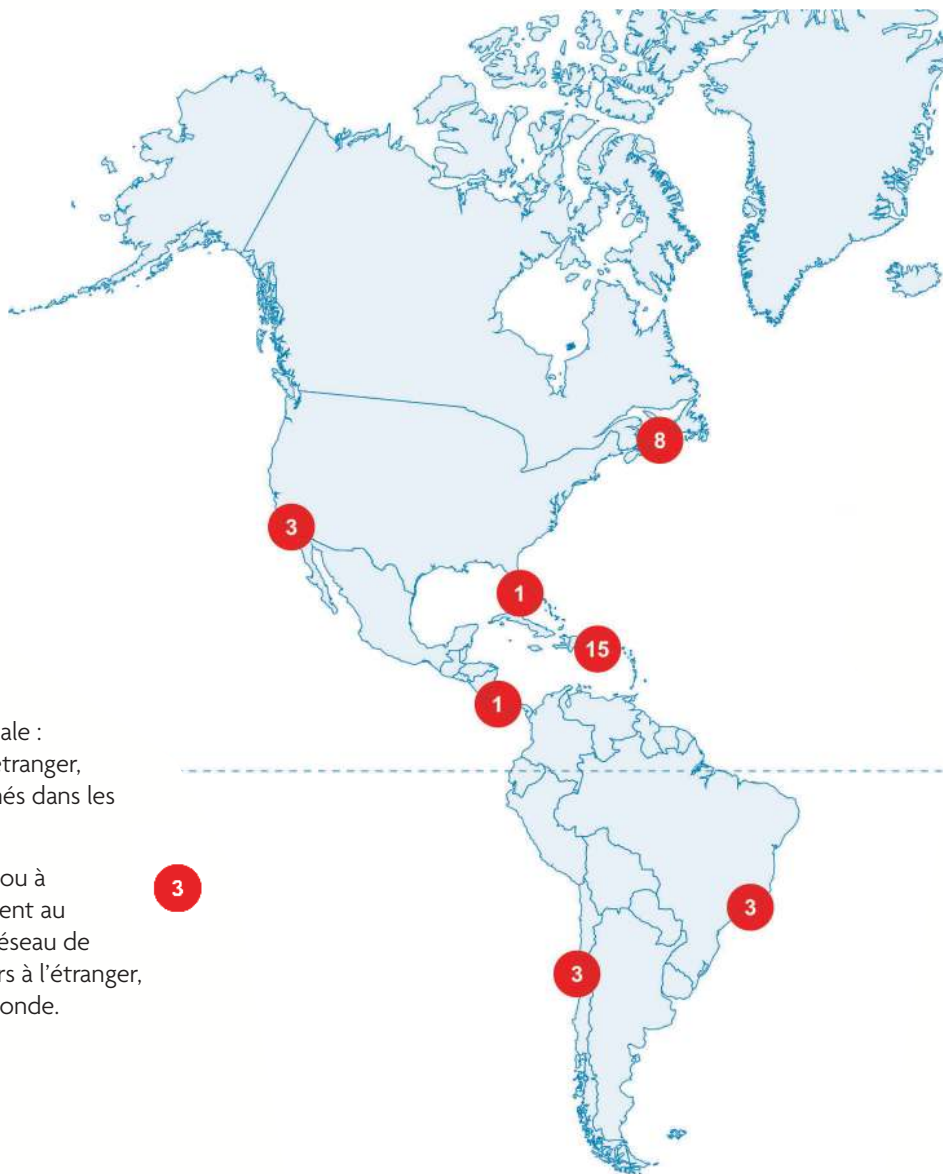 8
3
1
15
1
ale :
étranger,
nés dans les
ou à
3
ent au
3
éseau de
rs à l’étranger,
3
onde.